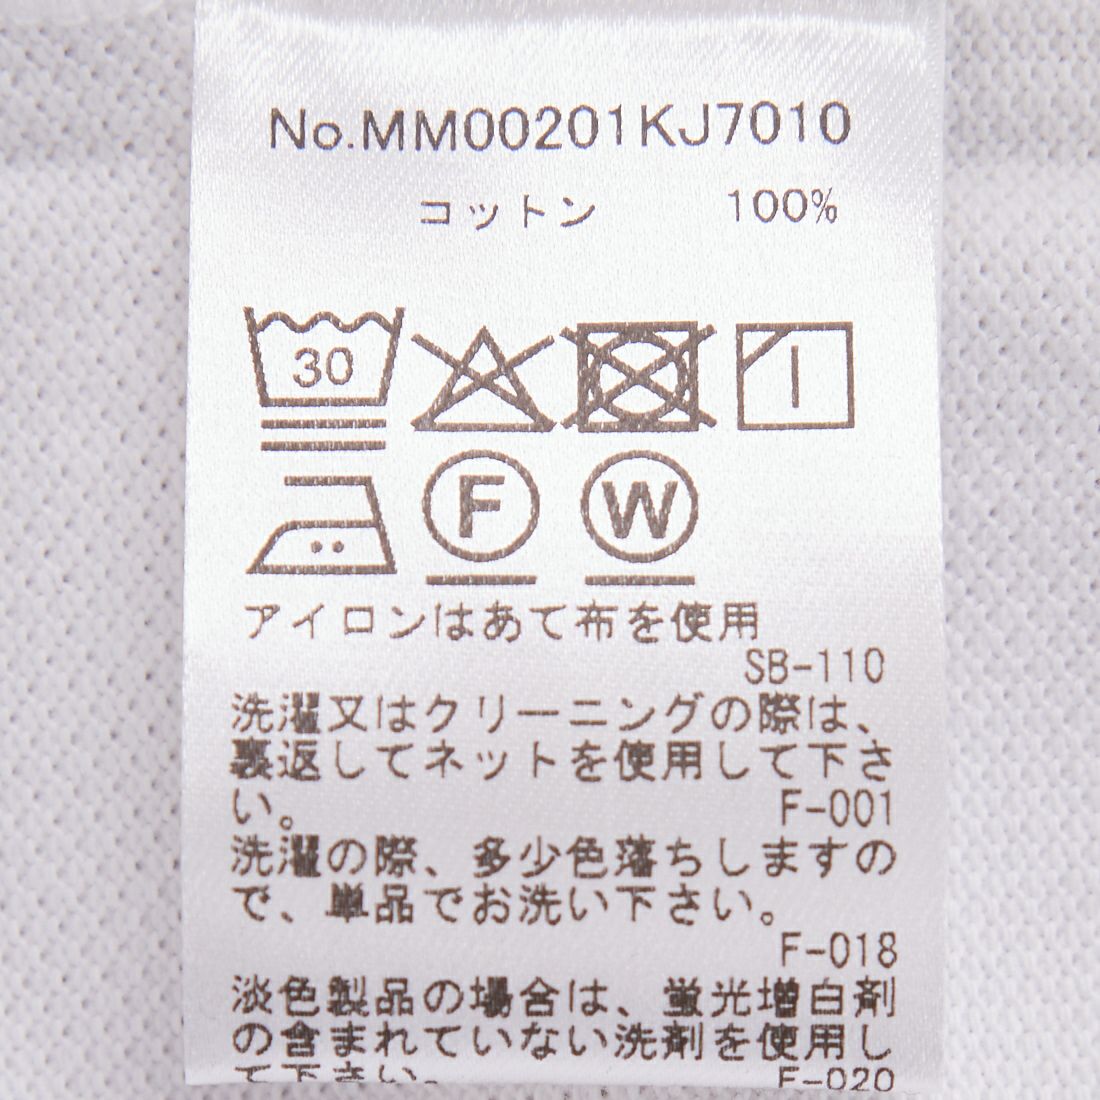 No.MM00201KJ7010
コットン 100%
30
F W
アイロンはあて布を使用
SB-110
洗濯又はクリーニングの際は、
裏返してネットを使用して下さ
い。 F-001
洗濯の際、多少色落ちしますの
で、単品でお洗い下さい。
F-018
淡色製品の場合は、蛍光増白剤
の含まれていない洗剤を使用し
て下さい。 F-020